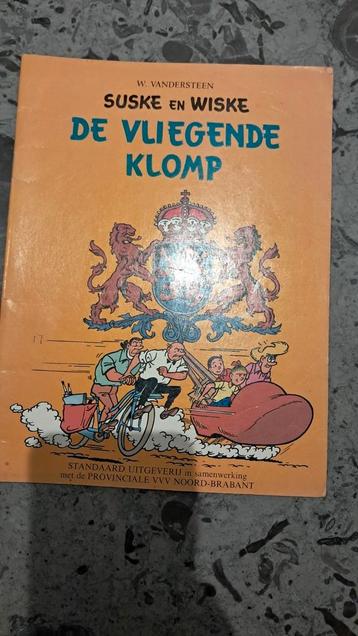 W. VANDERSTEEN
SUSKE EN WISKE
DE VLIEGENDE
KLOMP
STANDAARD UITGEVERIJ in samenwerking
met de PROVINCIALE VVV NOORD-BRABANT